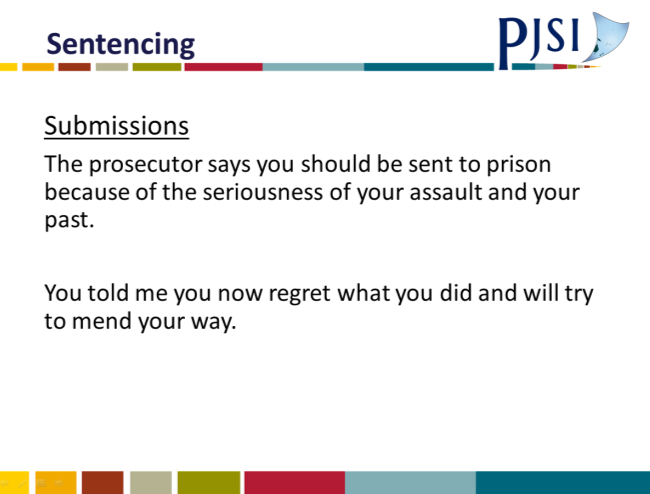 Sentencing
PJSI
Submissions
The prosecutor says you should be sent to prison
because of the seriousness of your assault and your
past.
You told me you now regret what you did and will try
to mend your way.